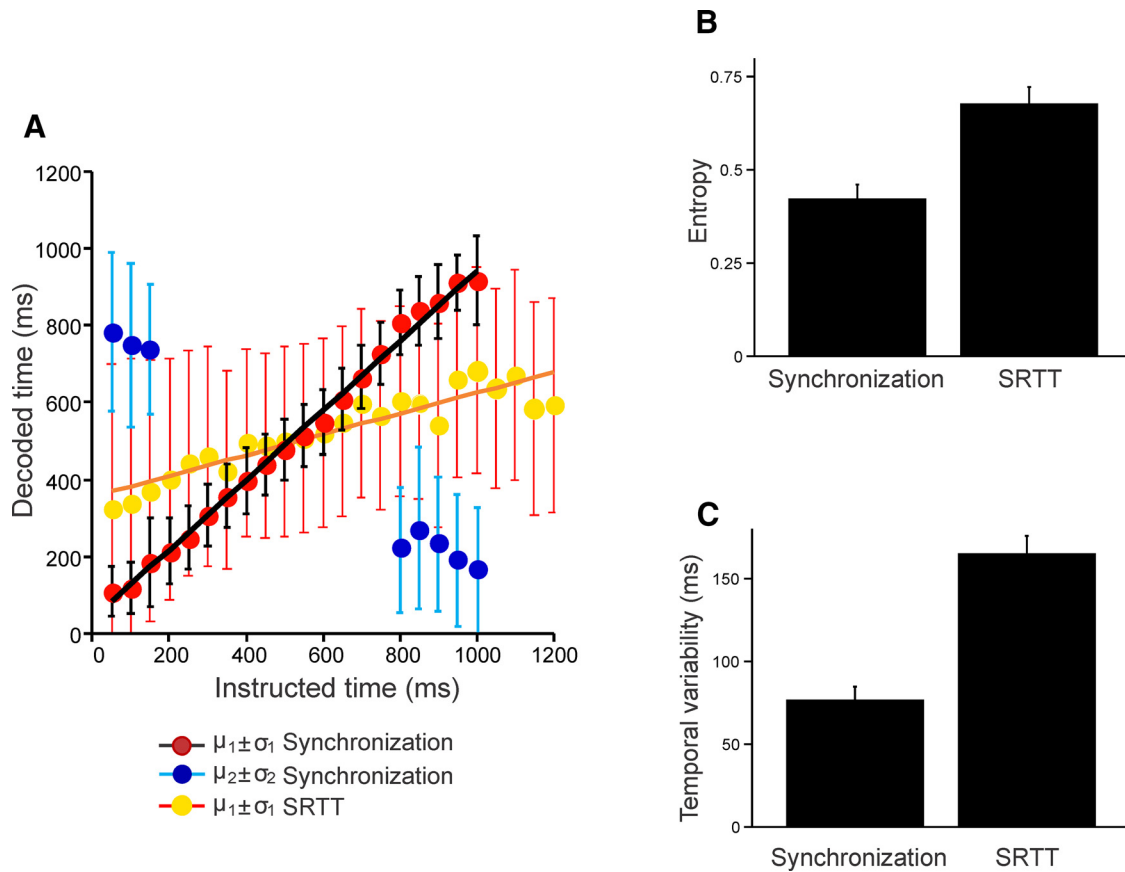 A
1200
1000
800
600
400
200
0
Decoded time (ms)
0 200 400 600 800 1000 1200
Instructed time (ms)
μ₁±σ₁ Synchronization
μ₂±σ₂ Synchronization
μ₁±σ₁ SRTT
B
0.75
0.5
0.25
0
Entropy
Synchronization SRTT
C
150
100
50
0
Temporal variability (ms)
Synchronization SRTT